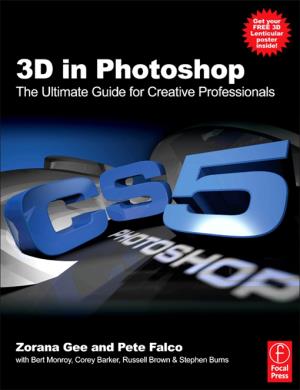 Get your
FREE 3D
Lenticular
poster
inside!
3D in Photoshop
The Ultimate Guide for Creative Professionals
CS5
PHOTOSHOP
Zorana Gee and Pete Falco
with Bert Monroy, Corey Barker, Russell Brown & Stephen Burns
Focal
Press